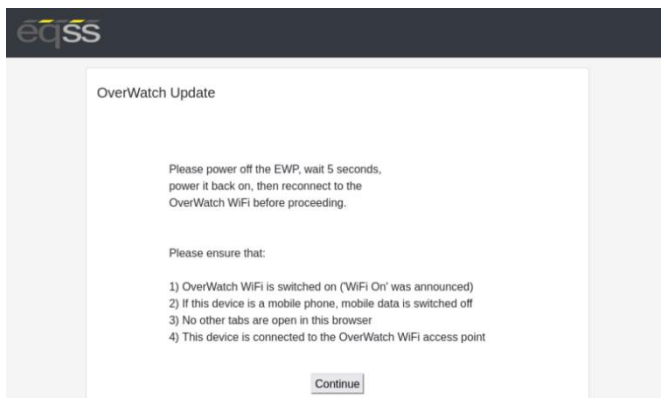 eqss
OverWatch Update
Please power off the EWP, wait 5 seconds,
power it back on, then reconnect to the
OverWatch WiFi before proceeding.
Please ensure that:
1) OverWatch WiFi is switched on ('WiFi On' was announced)
2) If this device is a mobile phone, mobile data is switched off
3) No other tabs are open in this browser
4) This device is connected to the OverWatch WiFi access point
Continue